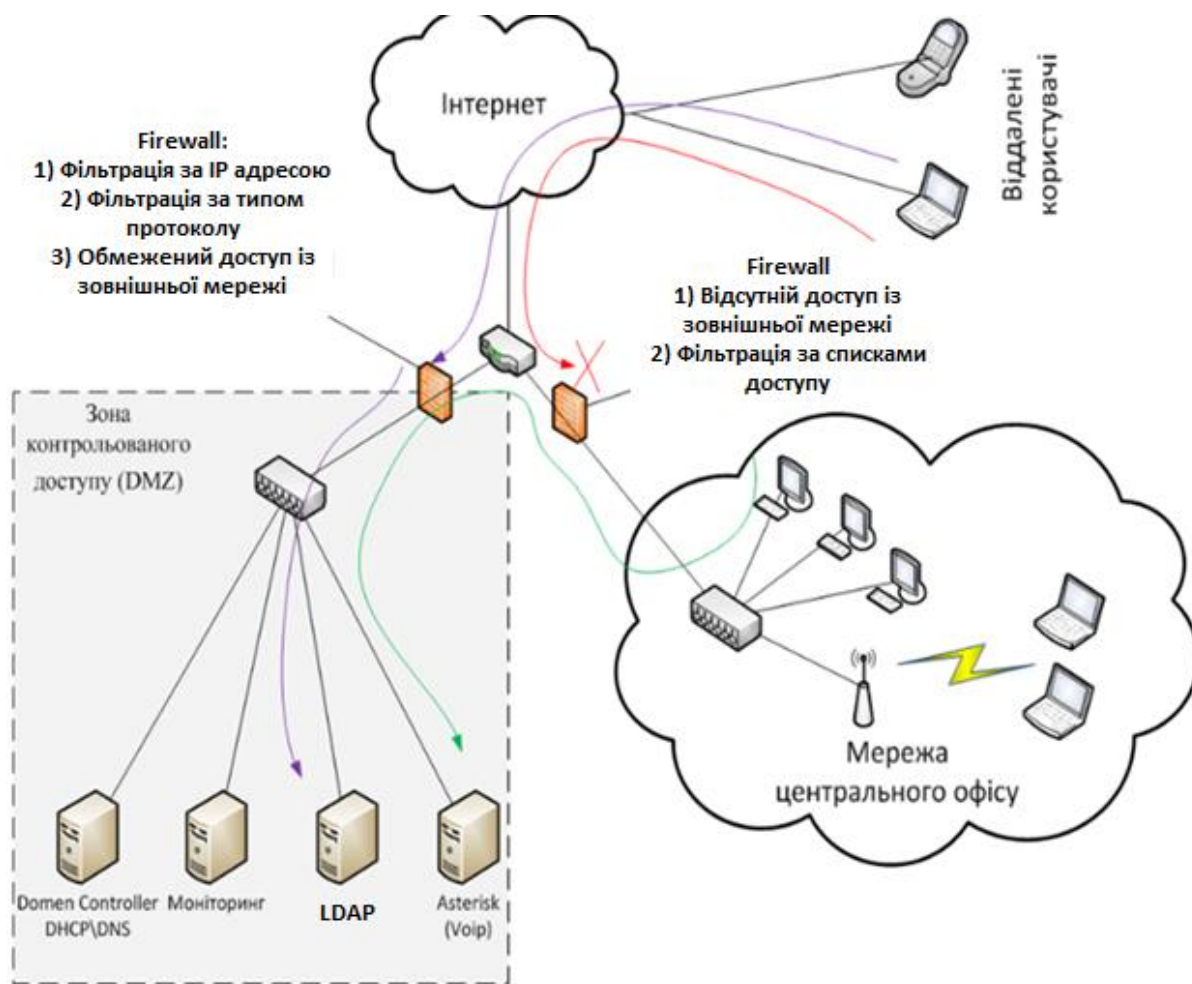 Інтернет
Віддалені
користувачі
Firewall:
1) Фільтрація за IP адресою
2) Фільтрація за типом
протоколу
3) Обмежений доступ із
зовнішньої мережі
Firewall
1) Відсутній доступ із
зовнішньої мережі
2) Фільтрація за списками
доступу
Зона
контрольованого
доступу (DMZ)
Мережа
центрального офісу
Domen Controller
DHCP\DNS
Моніторинг
LDAP
Asterisk
(Voip)